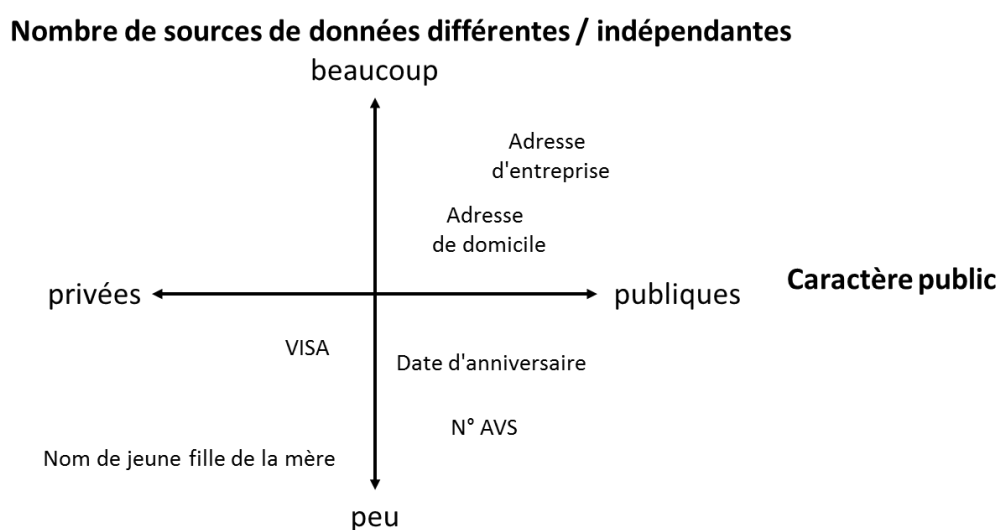 Nombre de sources de données différentes / indépendantes
beaucoup
Adresse
d'entreprise
Adresse
de domicile
privées
publiques
Caractère public
VISA
Date d'anniversaire
N° AVS
Nom de jeune fille de la mère
peu